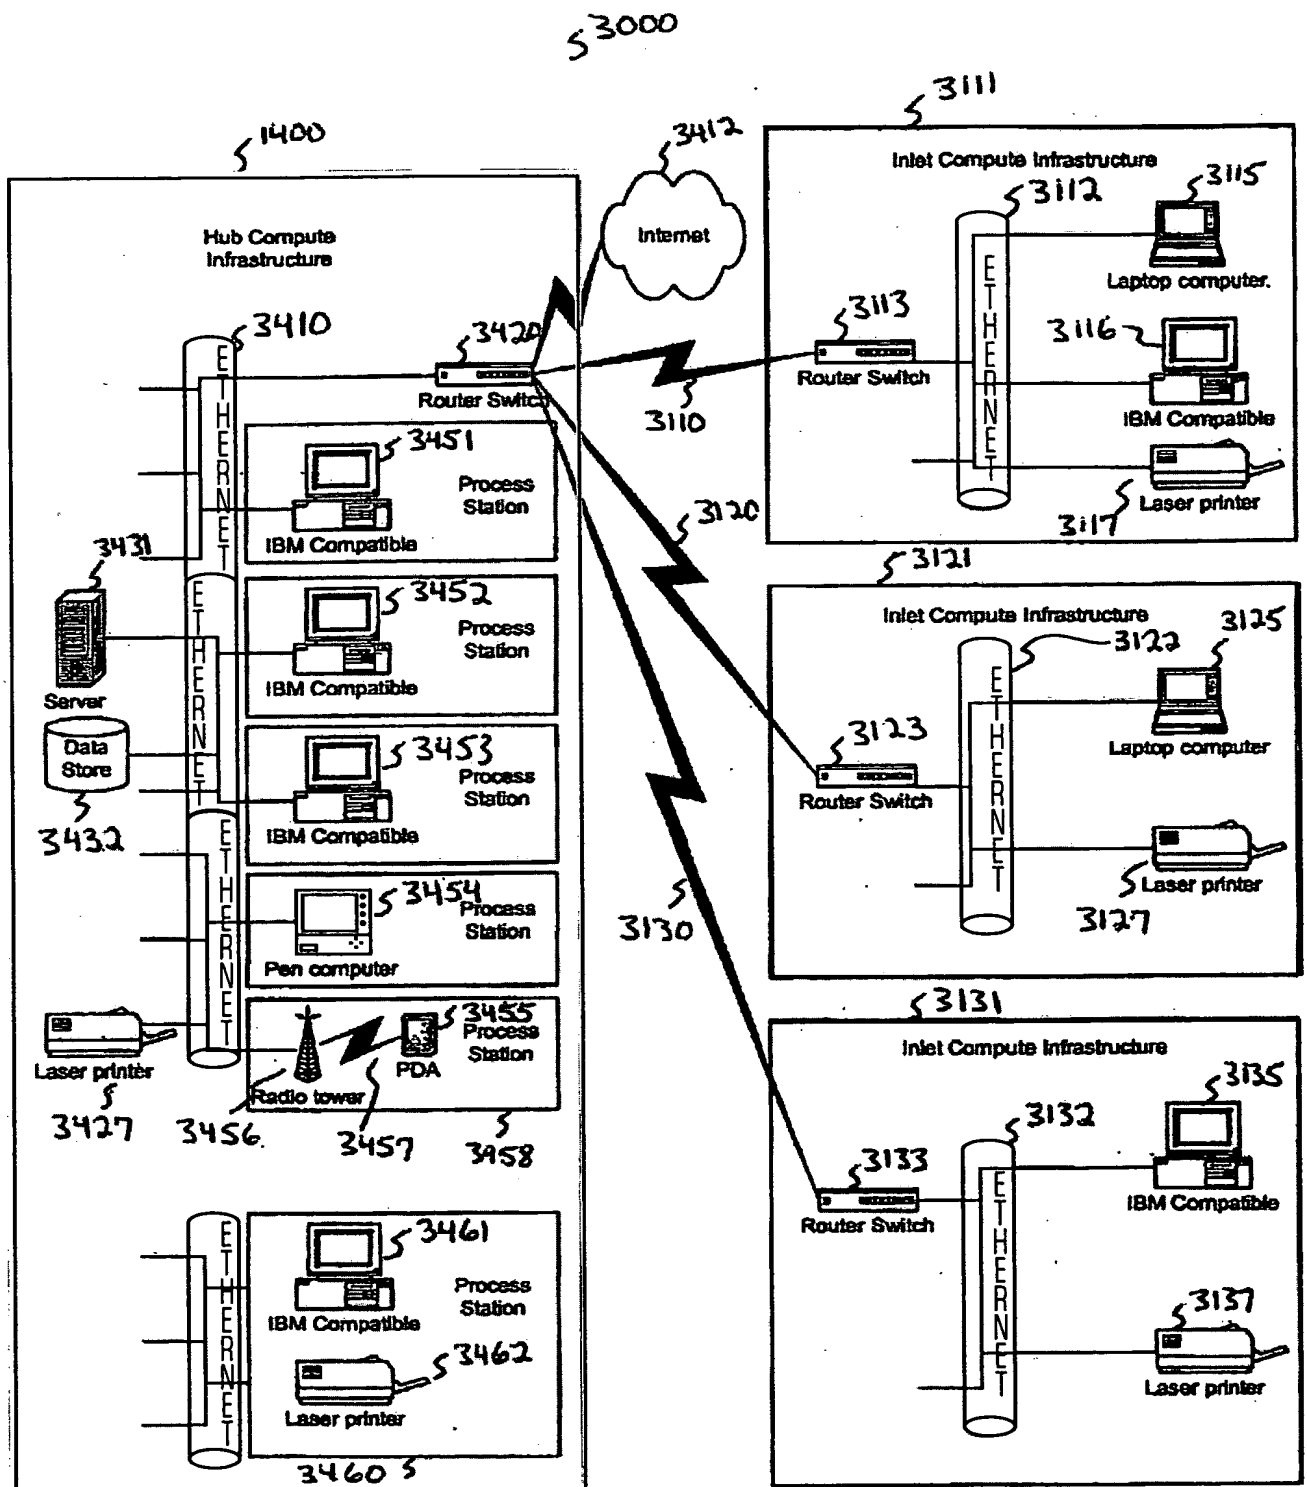 3000
1400
Hub Compute
Infrastructure
3410
ETHERNET
3420
Router Switch
3412
Internet
3110
3120
3130
3451
Process
Station
IBM Compatible
3431
Server
ETHERNET
3452
Process
Station
IBM Compatible
Data
Store
3432
3453
Process
Station
IBM Compatible
ETHERNET
3454
Process
Station
Pen computer
3455
Process
Station
PDA
Radio tower
Laser printer
3427
3456
3457
3958
ETHERNET
3461
Process
Station
IBM Compatible
3462
Laser printer
3460
3111
Inlet Compute Infrastructure
3112
3115
ETHERNET
Laptop computer.
3113
Router Switch
3116
IBM Compatible
3117
Laser printer
3121
Inlet Compute Infrastructure
3122
3125
ETHERNET
Laptop computer
3123
Router Switch
3127
Laser printer
3131
Inlet Compute Infrastructure
3132
3135
ETHERNET
IBM Compatible
3133
Router Switch
3137
Laser printer